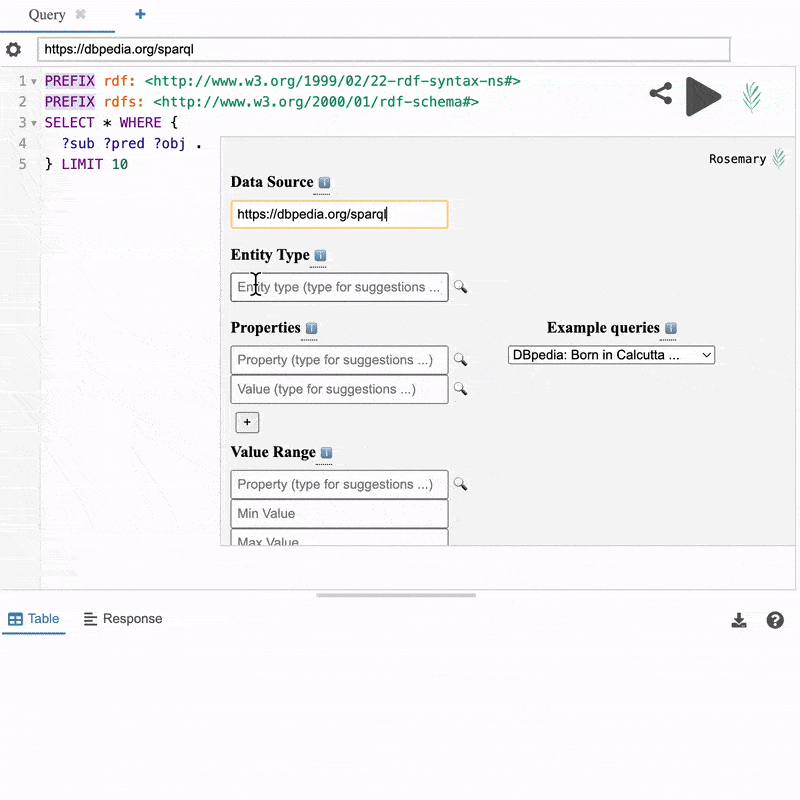 Query
https://dbpedia.org/sparql
1 PREFIX rdf: <http://www.w3.org/1999/02/22-rdf-syntax-ns#>
2 PREFIX rdfs: <http://www.w3.org/2000/01/rdf-schema#>
3 SELECT * WHERE {
4 ?sub ?pred ?obj .
5 } LIMIT 10
Rosemary
Data Source
https://dbpedia.org/sparql
Entity Type
Entity type (type for suggestions ...
Properties
Example queries
Property (type for suggestions ...)
DBpedia: Born in Calcutta ...
Value (type for suggestions ...)
+
Value Range
Property (type for suggestions ...)
Min Value
Max Value
Table
Response